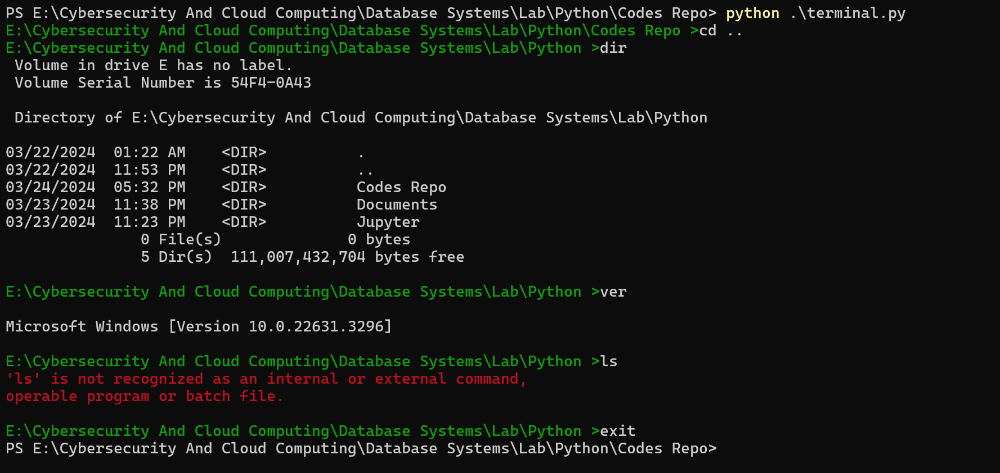 PS E:\Cybersecurity And Cloud Computing\Database Systems\Lab\Python\Codes Repo> python .\terminal.py
E:\Cybersecurity And Cloud Computing\Database Systems\Lab\Python\Codes Repo >cd ..
E:\Cybersecurity And Cloud Computing\Database Systems\Lab\Python >dir
 Volume in drive E has no label.
 Volume Serial Number is 54F4-0A43

 Directory of E:\Cybersecurity And Cloud Computing\Database Systems\Lab\Python

03/22/2024  01:22 AM    <DIR>          .
03/22/2024  11:53 PM    <DIR>          ..
03/24/2024  05:32 PM    <DIR>          Codes Repo
03/23/2024  11:38 PM    <DIR>          Documents
03/23/2024  11:23 PM    <DIR>          Jupyter
               0 File(s)              0 bytes
               5 Dir(s)  111,007,432,704 bytes free

E:\Cybersecurity And Cloud Computing\Database Systems\Lab\Python >ver

Microsoft Windows [Version 10.0.22631.3296]

E:\Cybersecurity And Cloud Computing\Database Systems\Lab\Python >ls
'ls' is not recognized as an internal or external command,
operable program or batch file.

E:\Cybersecurity And Cloud Computing\Database Systems\Lab\Python >exit
PS E:\Cybersecurity And Cloud Computing\Database Systems\Lab\Python\Codes Repo>